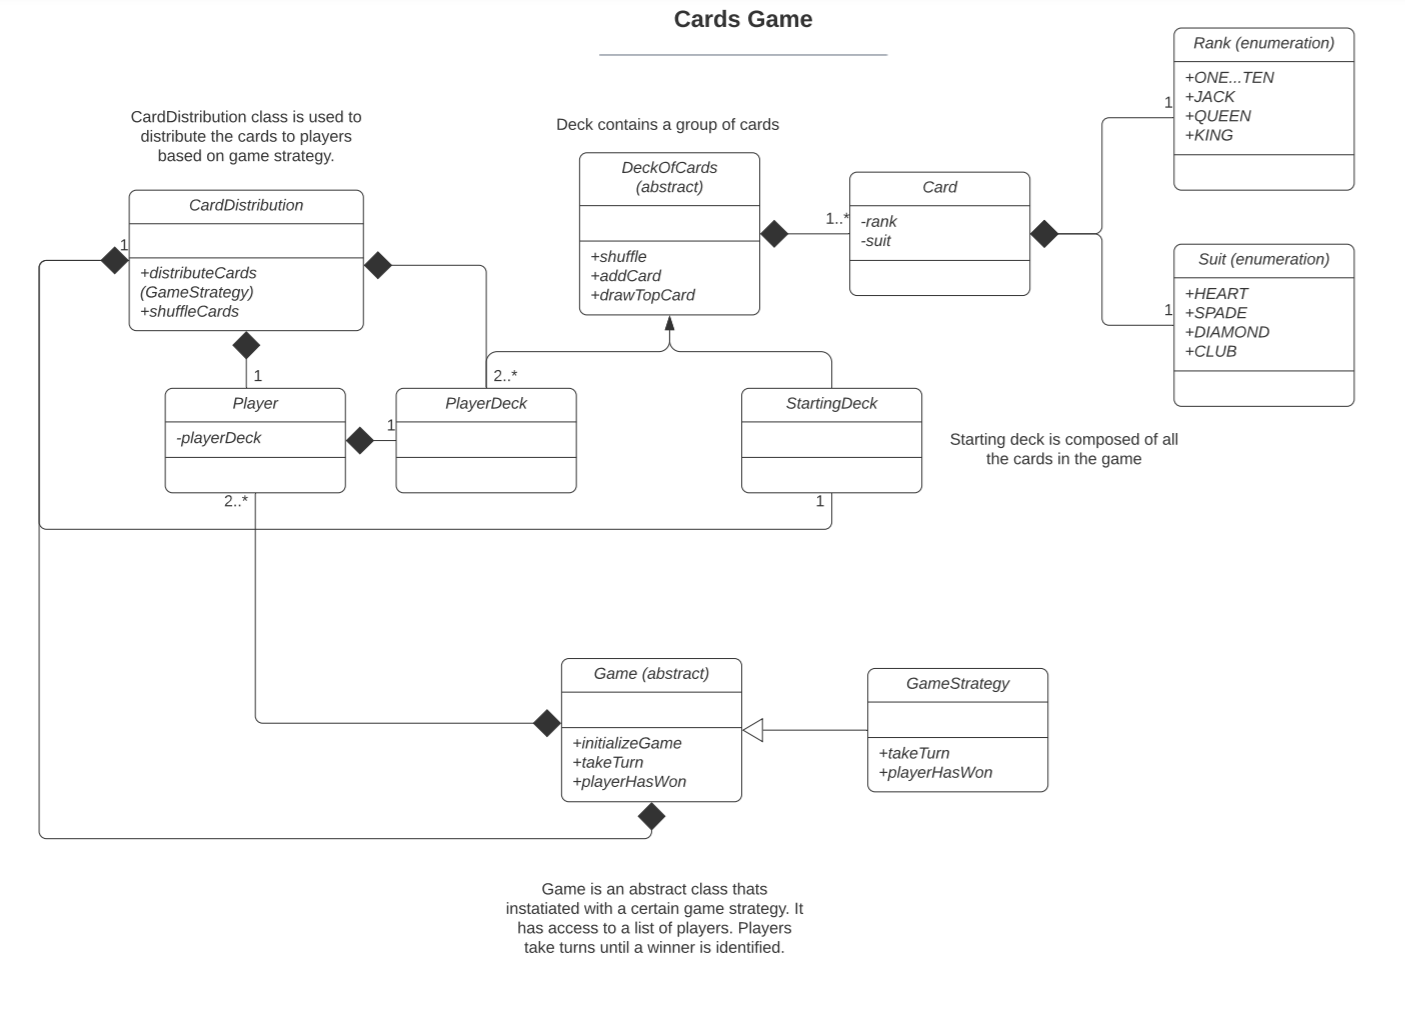 Cards Game
Rank (enumeration)
+ONE...TEN
+JACK
+QUEEN
+KING
1
CardDistribution class is used to
distribute the cards to players
based on game strategy.
Deck contains a group of cards
DeckOfCards
(abstract)
+shuffle
+addCard
+drawTopCard
1..*
Card
-rank
-suit
CardDistribution
1
+distributeCards
(GameStrategy)
+shuffleCards
Suit (enumeration)
+HEART
+SPADE
+DIAMOND
+CLUB
1
1
2..*
Player
-playerDeck
1
PlayerDeck
StartingDeck
Starting deck is composed of all
the cards in the game
2..*
1
Game (abstract)
+initializeGame
+takeTurn
+playerHasWon
GameStrategy
+takeTurn
+playerHasWon
Game is an abstract class thats
instatiated with a certain game strategy. It
has access to a list of players. Players
take turns until a winner is identified.